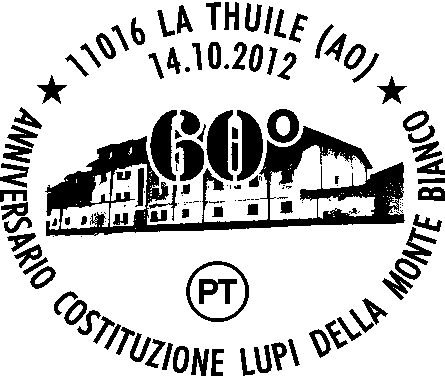 11016 LA THUILE (AO)
14.10.2012
60°
ANNIVERSARIO COSTITUZIONE LUPI DELLA MONTE BIANCO
PT